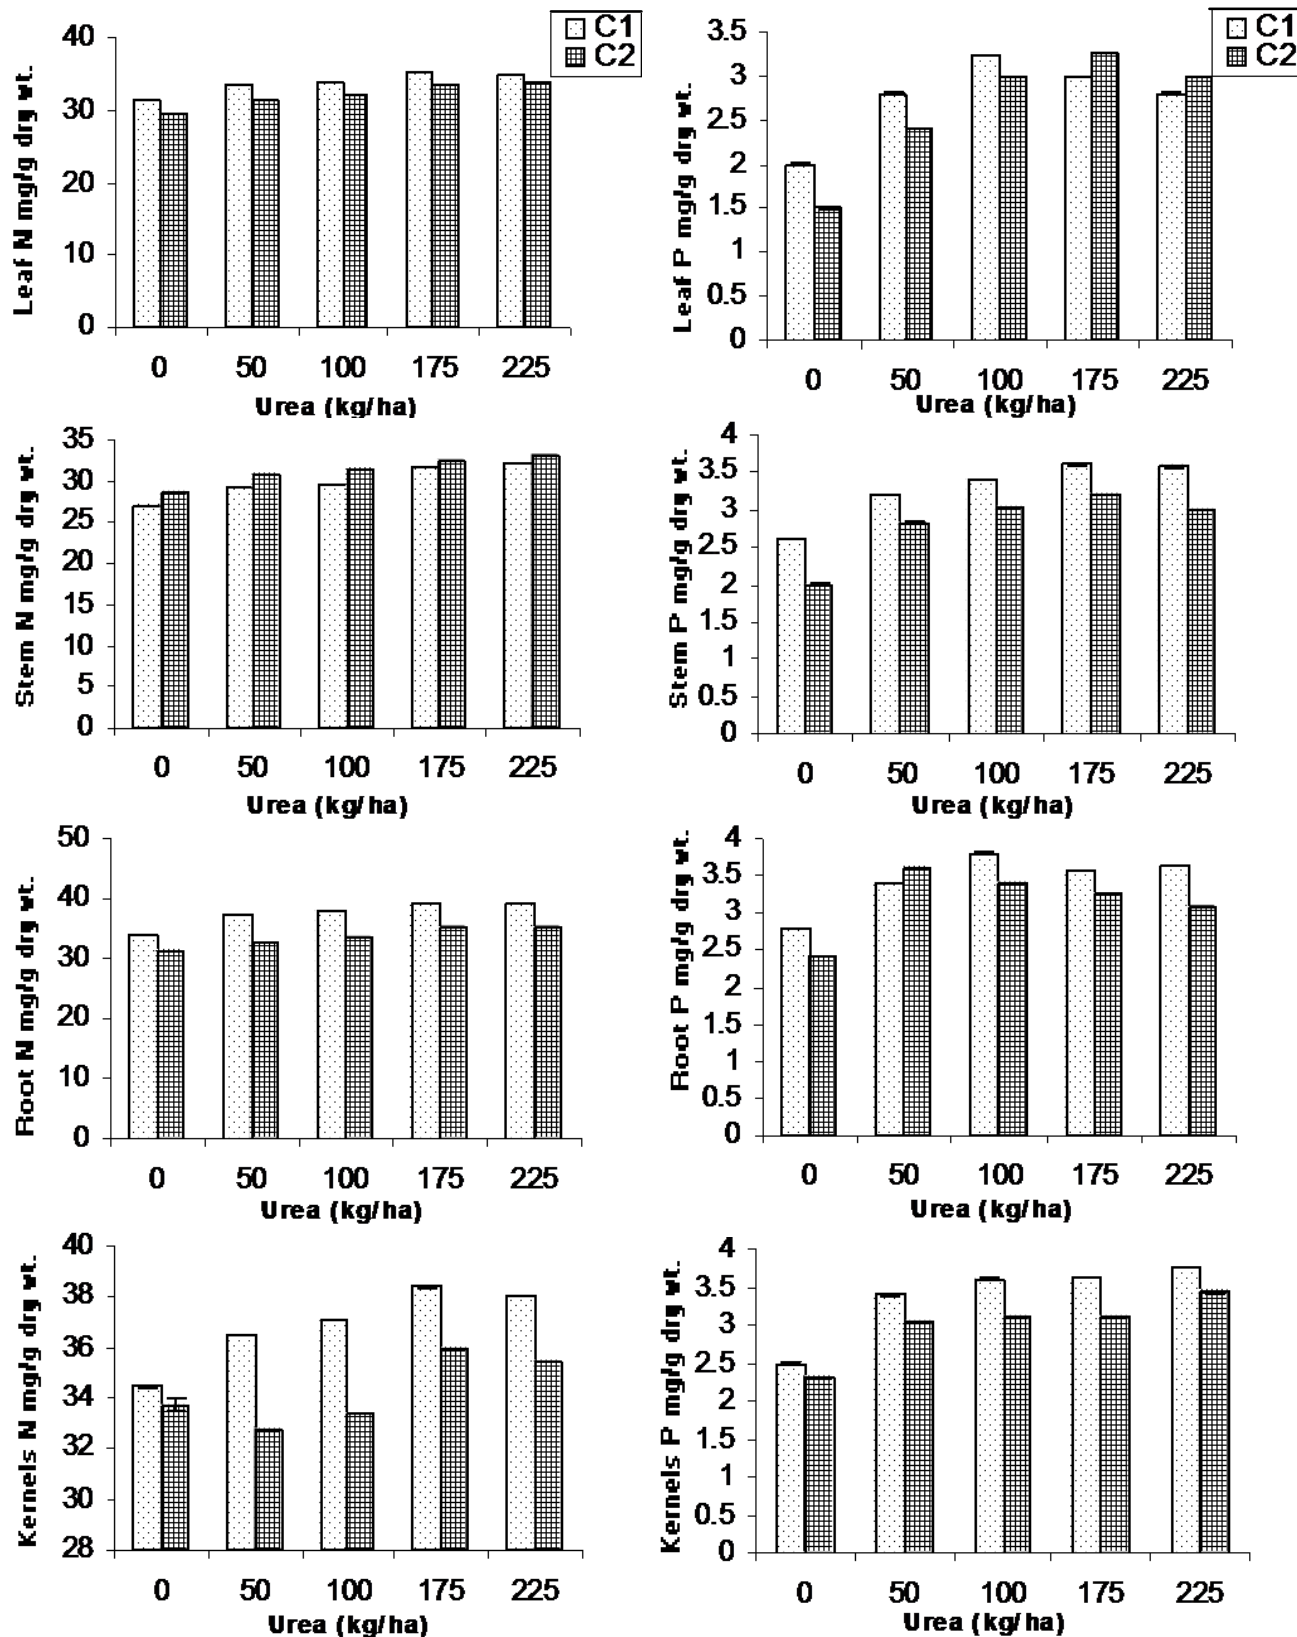 C1
C2
40
30
20
10
0
Leaf N mg/g dry wt.
0 50 100 175 225
Urea (kg/ha)
C1
C2
3.5
3
2.5
2
1.5
1
0.5
0
Leaf P mg/g dry wt.
0 50 100 175 225
Urea (kg/ha)
35
30
25
20
15
10
5
0
Stem N mg/g dry wt.
0 50 100 175 225
Urea (kg/ha)
4
3.5
3
2.5
2
1.5
1
0.5
0
Stem P mg/g dry wt.
0 50 100 175 225
Urea (kg/ha)
50
40
30
20
10
0
Root N mg/g dry wt.
0 50 100 175 225
Urea (kg/ha)
4
3.5
3
2.5
2
1.5
1
0.5
0
Root P mg/g dry wt.
0 50 100 175 225
Urea (kg/ha)
40
38
36
34
32
30
28
Kernels N mg/g dry wt.
0 50 100 175 225
Urea (kg/ha)
4
3.5
3
2.5
2
1.5
1
0.5
0
Kernels P mg/g dry wt.
0 50 100 175 225
Urea (kg/ha)